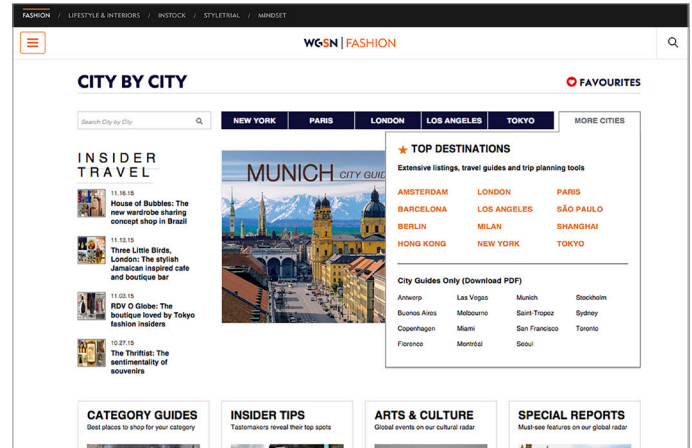 FASHION / LIFESTYLE & INTERIORS / INSTOCK / STYLETRIAL / MINDSET
WGSN | FASHION
CITY BY CITY
FAVOURITES
Search City by City
NEW YORK PARIS LONDON LOS ANGELES TOKYO MORE CITIES
INSIDER
TRAVEL
11.16.15
House of Bubbles: The
new wardrobe sharing
concept shop in Brazil
11.13.15
Three Little Birds,
London: The stylish
Jamaican inspired cafe
and boutique bar
11.03.15
RDV O Globe: The
boutique loved by Tokyo
fashion insiders
10.27.15
The Thriftist: The
sentimentality of
souvenirs
MUNICH CITY GUID
TOP DESTINATIONS
Extensive listings, travel guides and trip planning tools
AMSTERDAM LONDON PARIS
BARCELONA LOS ANGELES SÃO PAULO
BERLIN MILAN SHANGHAI
HONG KONG NEW YORK TOKYO
City Guides Only (Download PDF)
Antwerp Las Vegas Munich Stockholm
Buenos Aires Melbourne Saint-Tropez Sydney
Copenhagen Miami San Francisco Toronto
Florence Montréal Seoul
CATEGORY GUIDES
Best places to shop for your category
INSIDER TIPS
Tastemakers reveal their top spots
ARTS & CULTURE
Global events on our cultural radar
SPECIAL REPORTS
Must-see features on our global radar